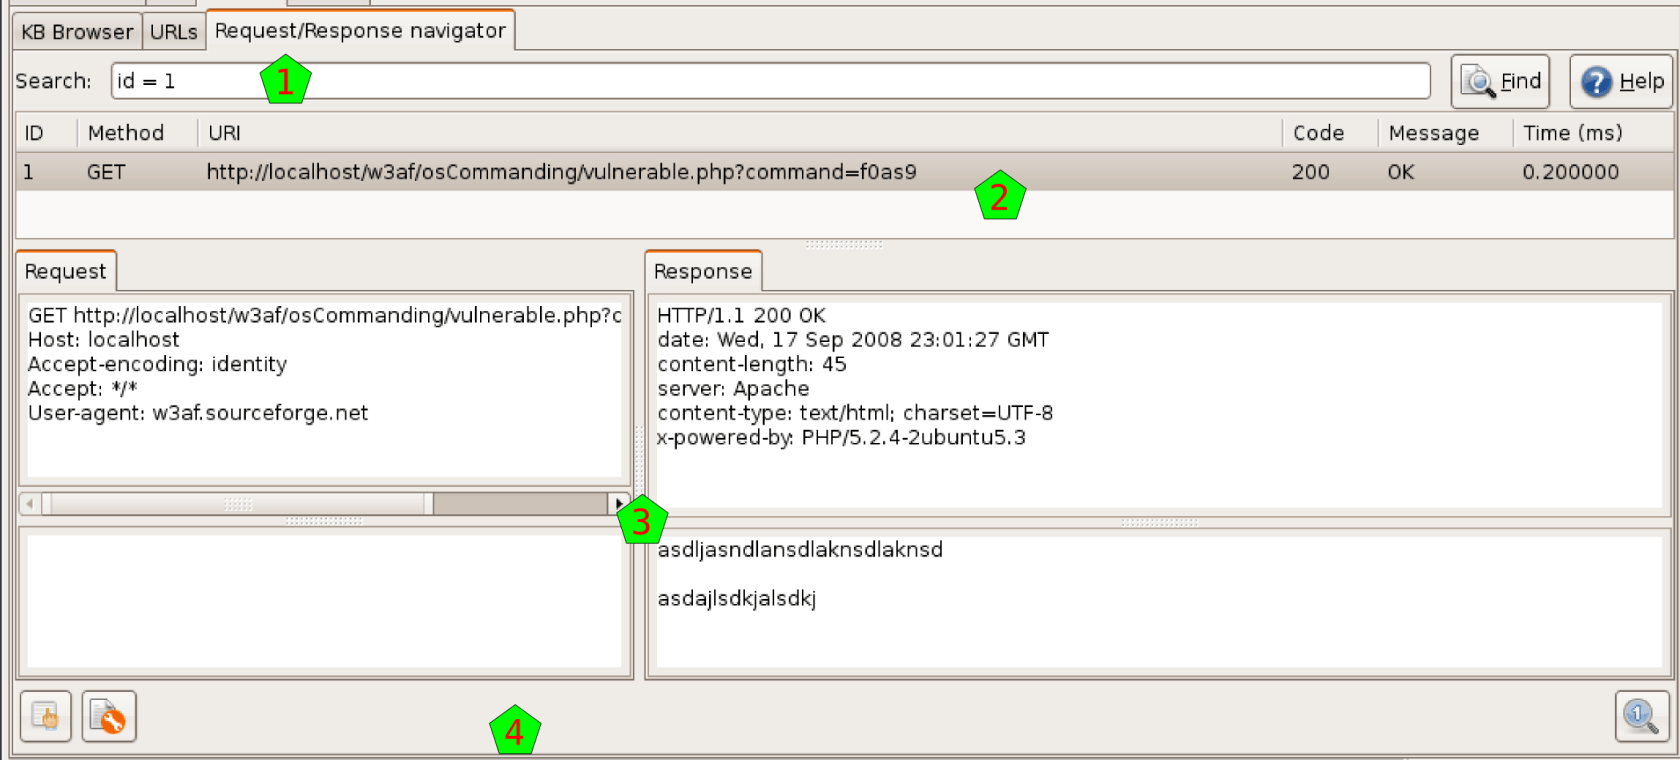 KB Browser URLs Request/Response navigator
Search: id = 1 1 Find Help
ID Method URI Code Message Time (ms)
1 GET http://localhost/w3af/osCommanding/vulnerable.php?command=f0as9 200 OK 0.200000
2
Request
GET http://localhost/w3af/osCommanding/vulnerable.php?c
Host: localhost
Accept-encoding: identity
Accept: */*
User-agent: w3af.sourceforge.net
Response
HTTP/1.1 200 OK
date: Wed, 17 Sep 2008 23:01:27 GMT
content-length: 45
server: Apache
content-type: text/html; charset=UTF-8
x-powered-by: PHP/5.2.4-2ubuntu5.3
3
asdljasndlansdlaknsdlaknsd
asdajlsdkjalsdkj
4
1